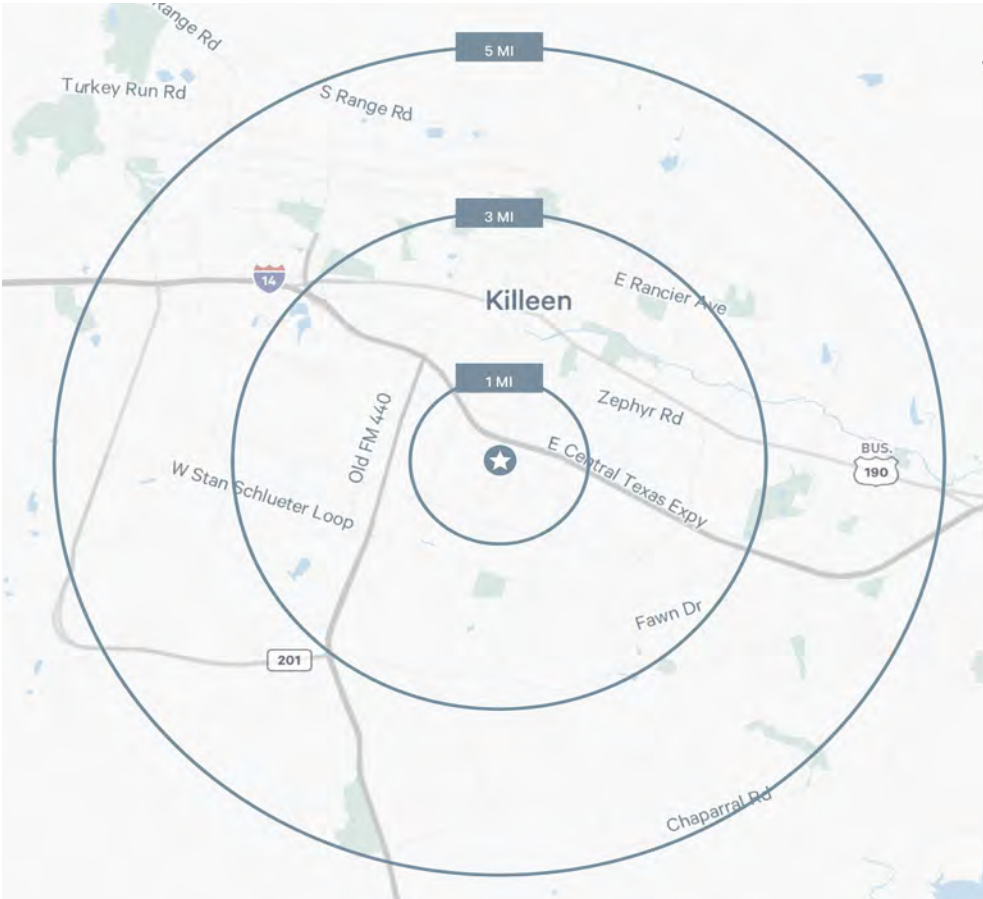 Range Rd
5 MI
Turkey Run Rd
S Range Rd
3 MI
14
Killeen
E Rancier Ave
1 MI
Zephyr Rd
Old FM 440
E Central Texas Expy
BUS.
190
W Stan Schlueter Loop
Fawn Dr
201
Chaparral Rd